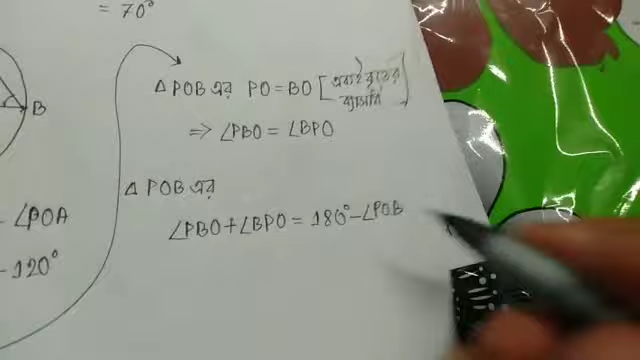 = 70°
△ POB এর PO = BO [একই বৃত্তের
ব্যাসার্ধ]
⇒ ∠PBO = ∠BPO
B
△ POB এর
∠PBO + ∠BPO = 180° - ∠POB
- ∠POA
- 120°